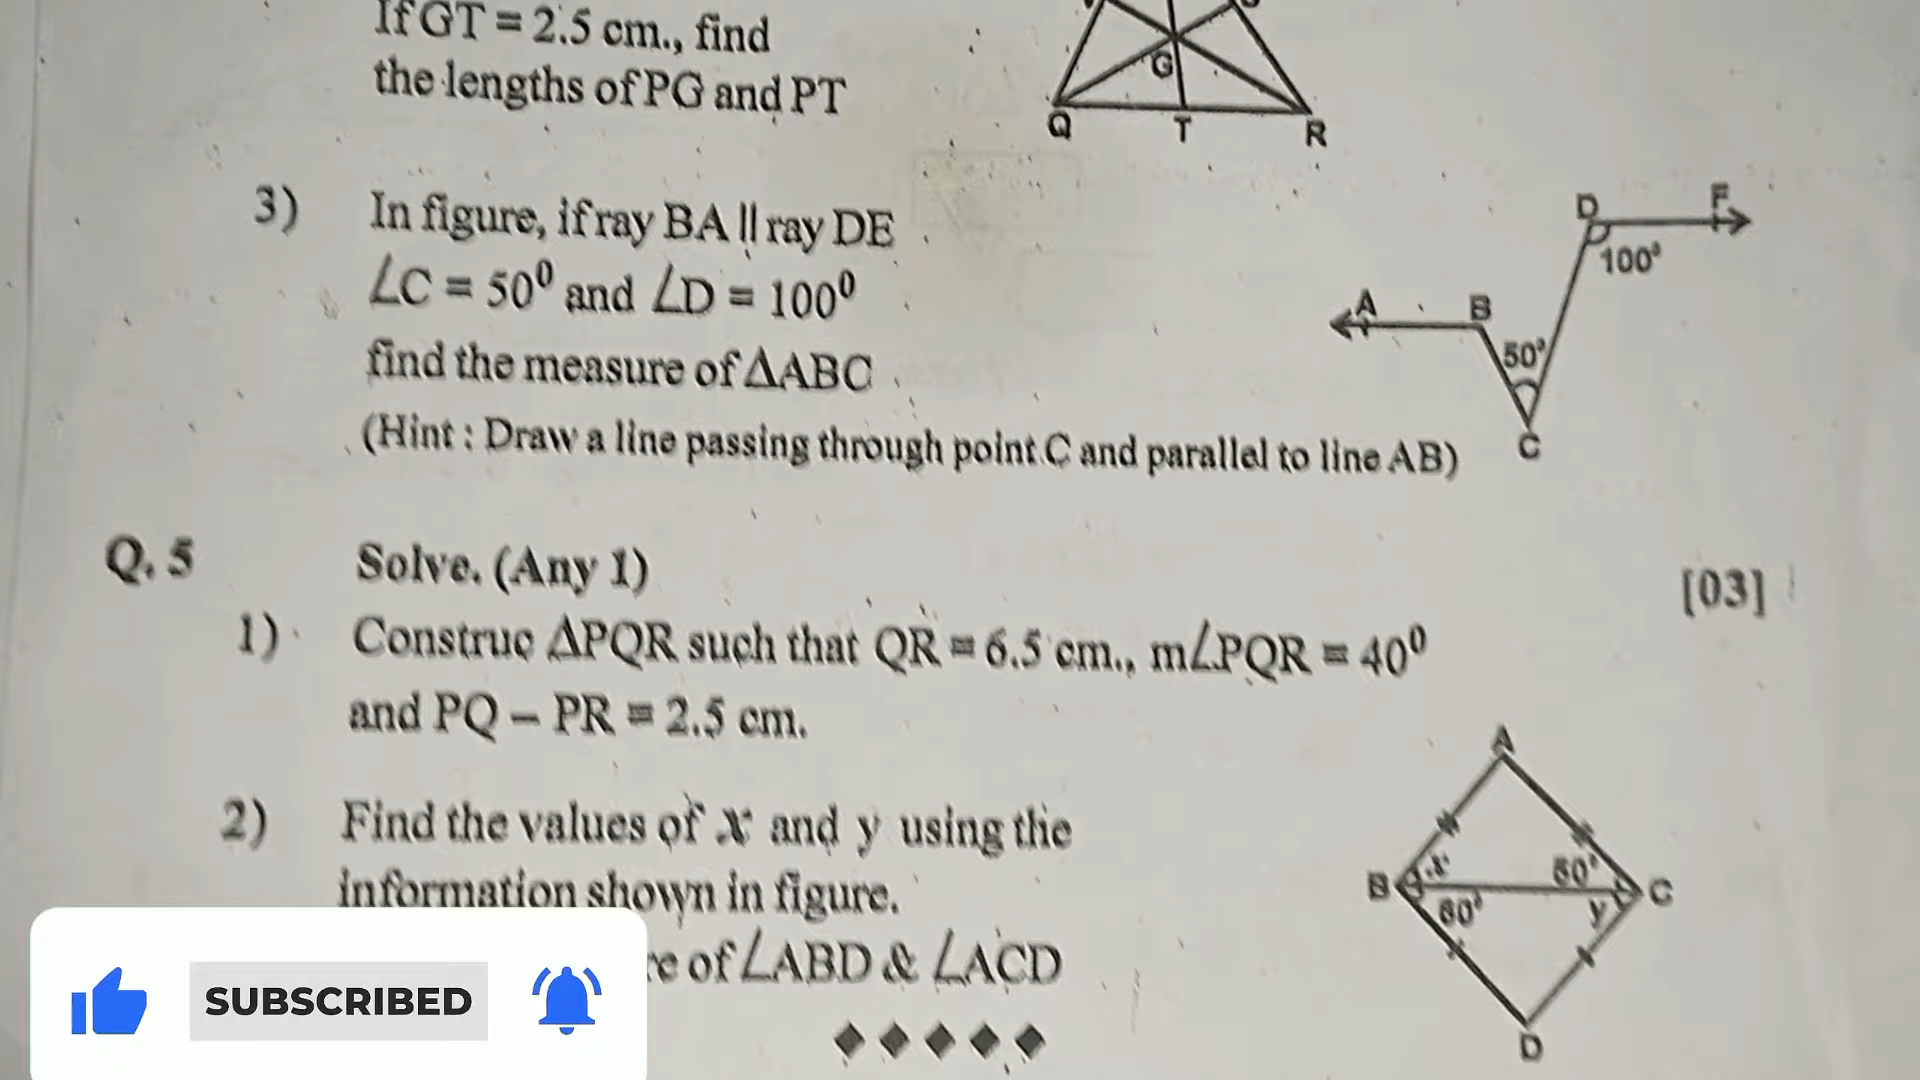 If GT = 2.5 cm., find
the lengths of PG and PT
G
Q T R
3) In figure, if ray BA || ray DE
∠C = 50⁰ and ∠D = 100⁰
find the measure of ΔABC
(Hint : Draw a line passing through point C and parallel to line AB)
D
100°
A B
50°
C
Q. 5 Solve. (Any 1) [03]
1) Construc ΔPQR such that QR = 6.5 cm., m∠PQR = 40⁰
and PQ – PR = 2.5 cm.
2) Find the values of x and y using the
information shown in figure.
of ∠ABD & ∠ACD
A
B x 50° C
60° y
D
SUBSCRIBED